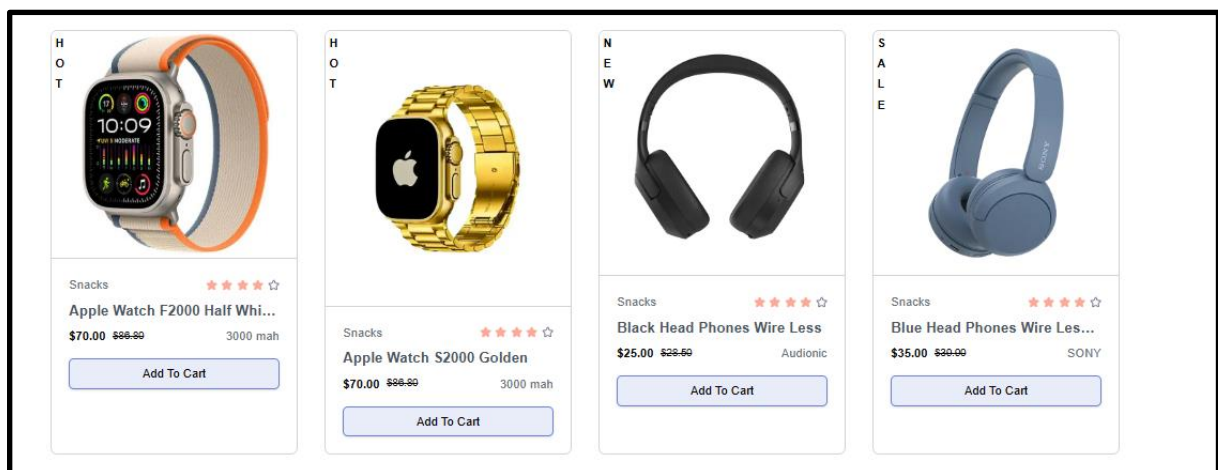 H
O
T
10:09
Snacks
Apple Watch F2000 Half Whi...
$70.00 $86.80 3000 mah
Add To Cart
H
O
T
Snacks
Apple Watch S2000 Golden
$70.00 $86.80 3000 mah
Add To Cart
N
E
W
Snacks
Black Head Phones Wire Less
$25.00 $28.50 Audionic
Add To Cart
S
A
L
E
SONY
Snacks
Blue Head Phones Wire Les...
$35.00 $30.00 SONY
Add To Cart